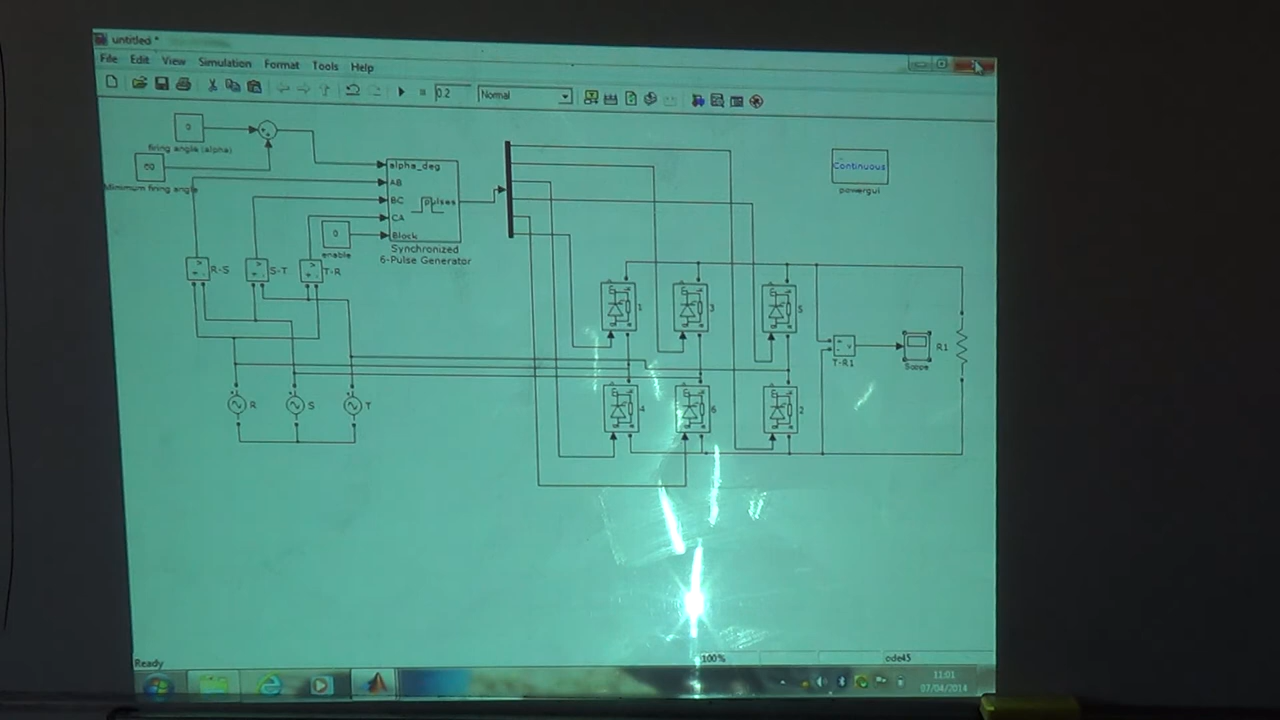 untitled *
File Edit View Simulation Format Tools Help
0.2
Normal
0
firing angle (alpha)
60
Minimum firing angle
alpha_deg
AB
BC
CA
Block
pulses
Synchronized
6-Pulse Generator
0
enable
R-S
S-T
T-R
R
S
T
Continuous
powergui
1
3
5
4
6
2
v
T-R1
Scope
R1
Ready
100%
ode45
11:01
07/04/2014